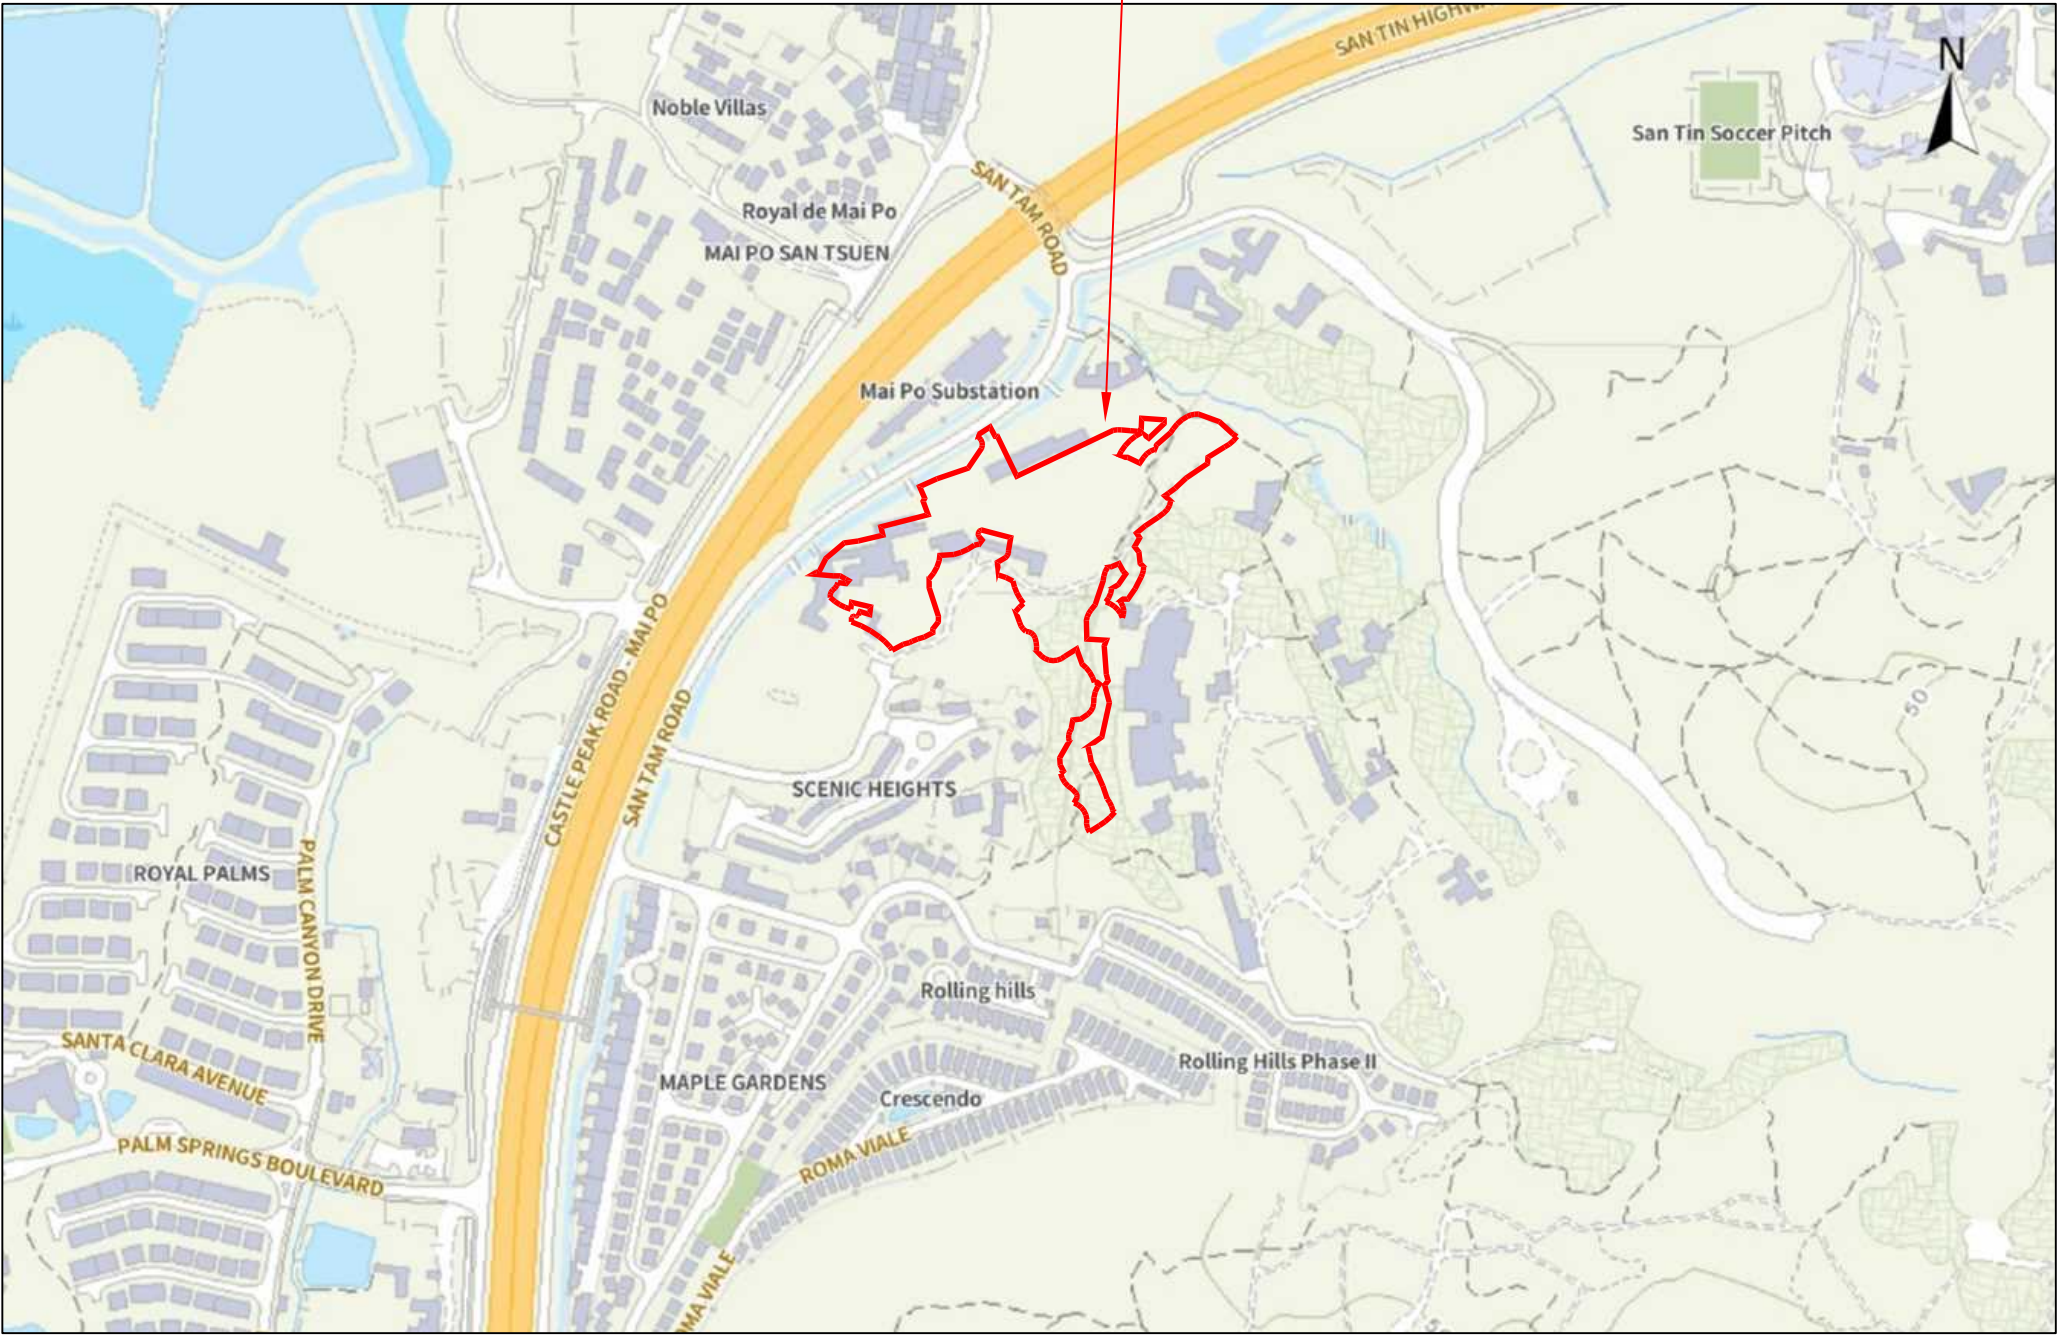 SAN TIN HIGHW
N
Noble Villas
San Tin Soccer Pitch
SAN TAM ROAD
Royal de Mai Po
MAI PO SAN TSUEN
Mai Po Substation
CASTLE PEAK ROAD - MAI PO
SAN TAM ROAD
50
SCENIC HEIGHTS
ROYAL PALMS
PALM CANYON DRIVE
Rolling hills
SANTA CLARA AVENUE
Rolling Hills Phase II
MAPLE GARDENS
Crescendo
PALM SPRINGS BOULEVARD
ROMA VIALE
OMA VIALE